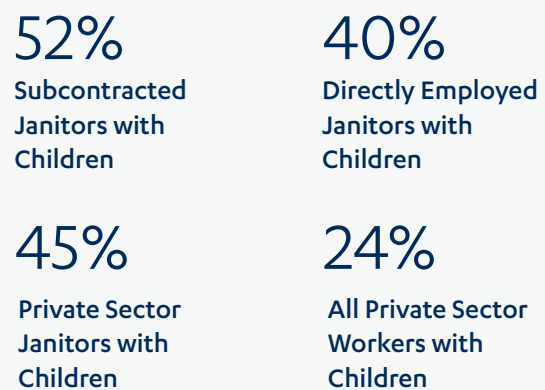 52%
Subcontracted
Janitors with
Children
40%
Directly Employed
Janitors with
Children
45%
Private Sector
Janitors with
Children
24%
All Private Sector
Workers with
Children